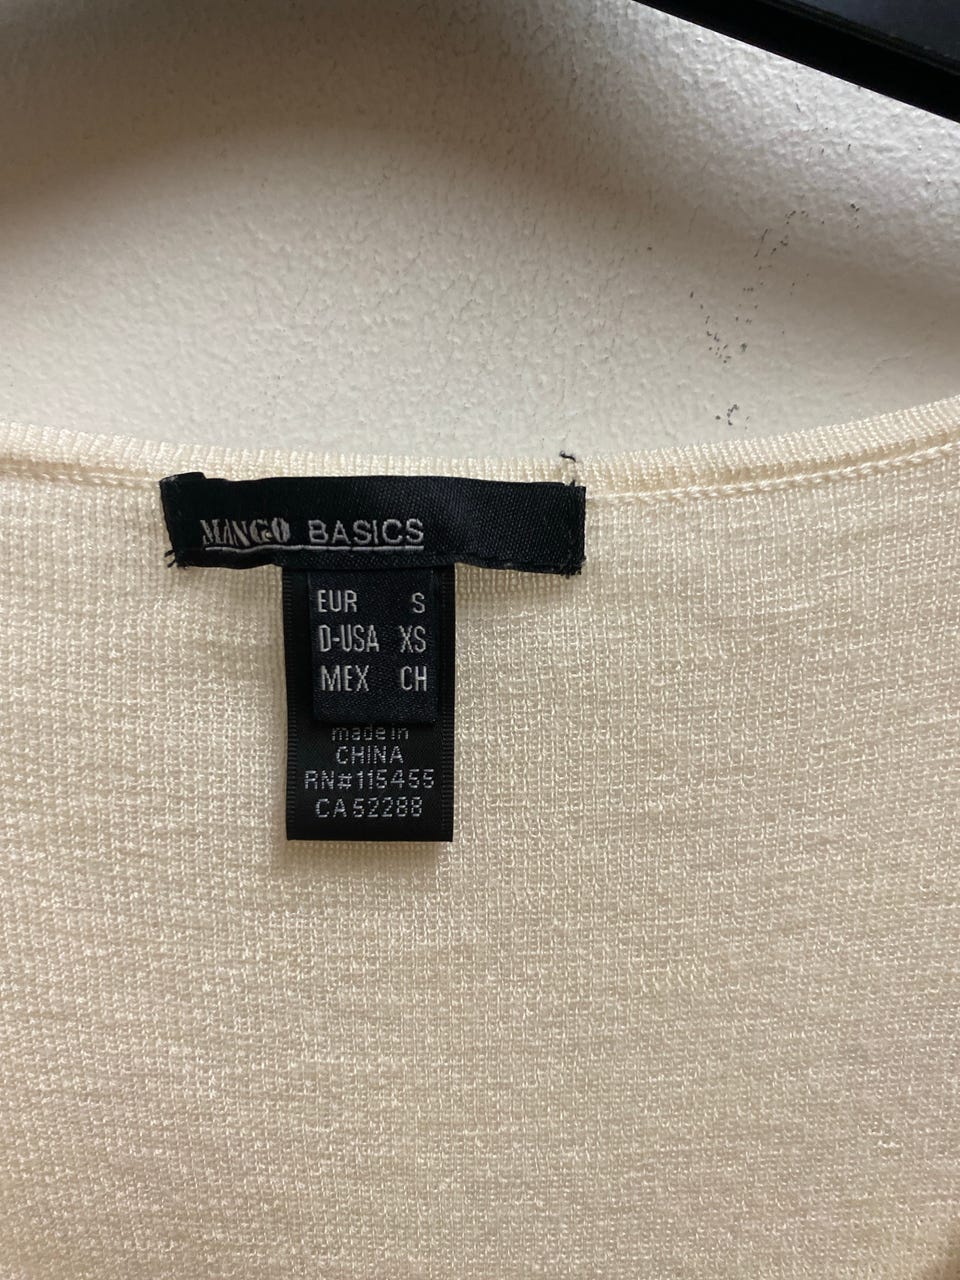 MANGO BASICS
EUR S
D-USA XS
MEX CH
made in
CHINA
RN#115455
CA52288